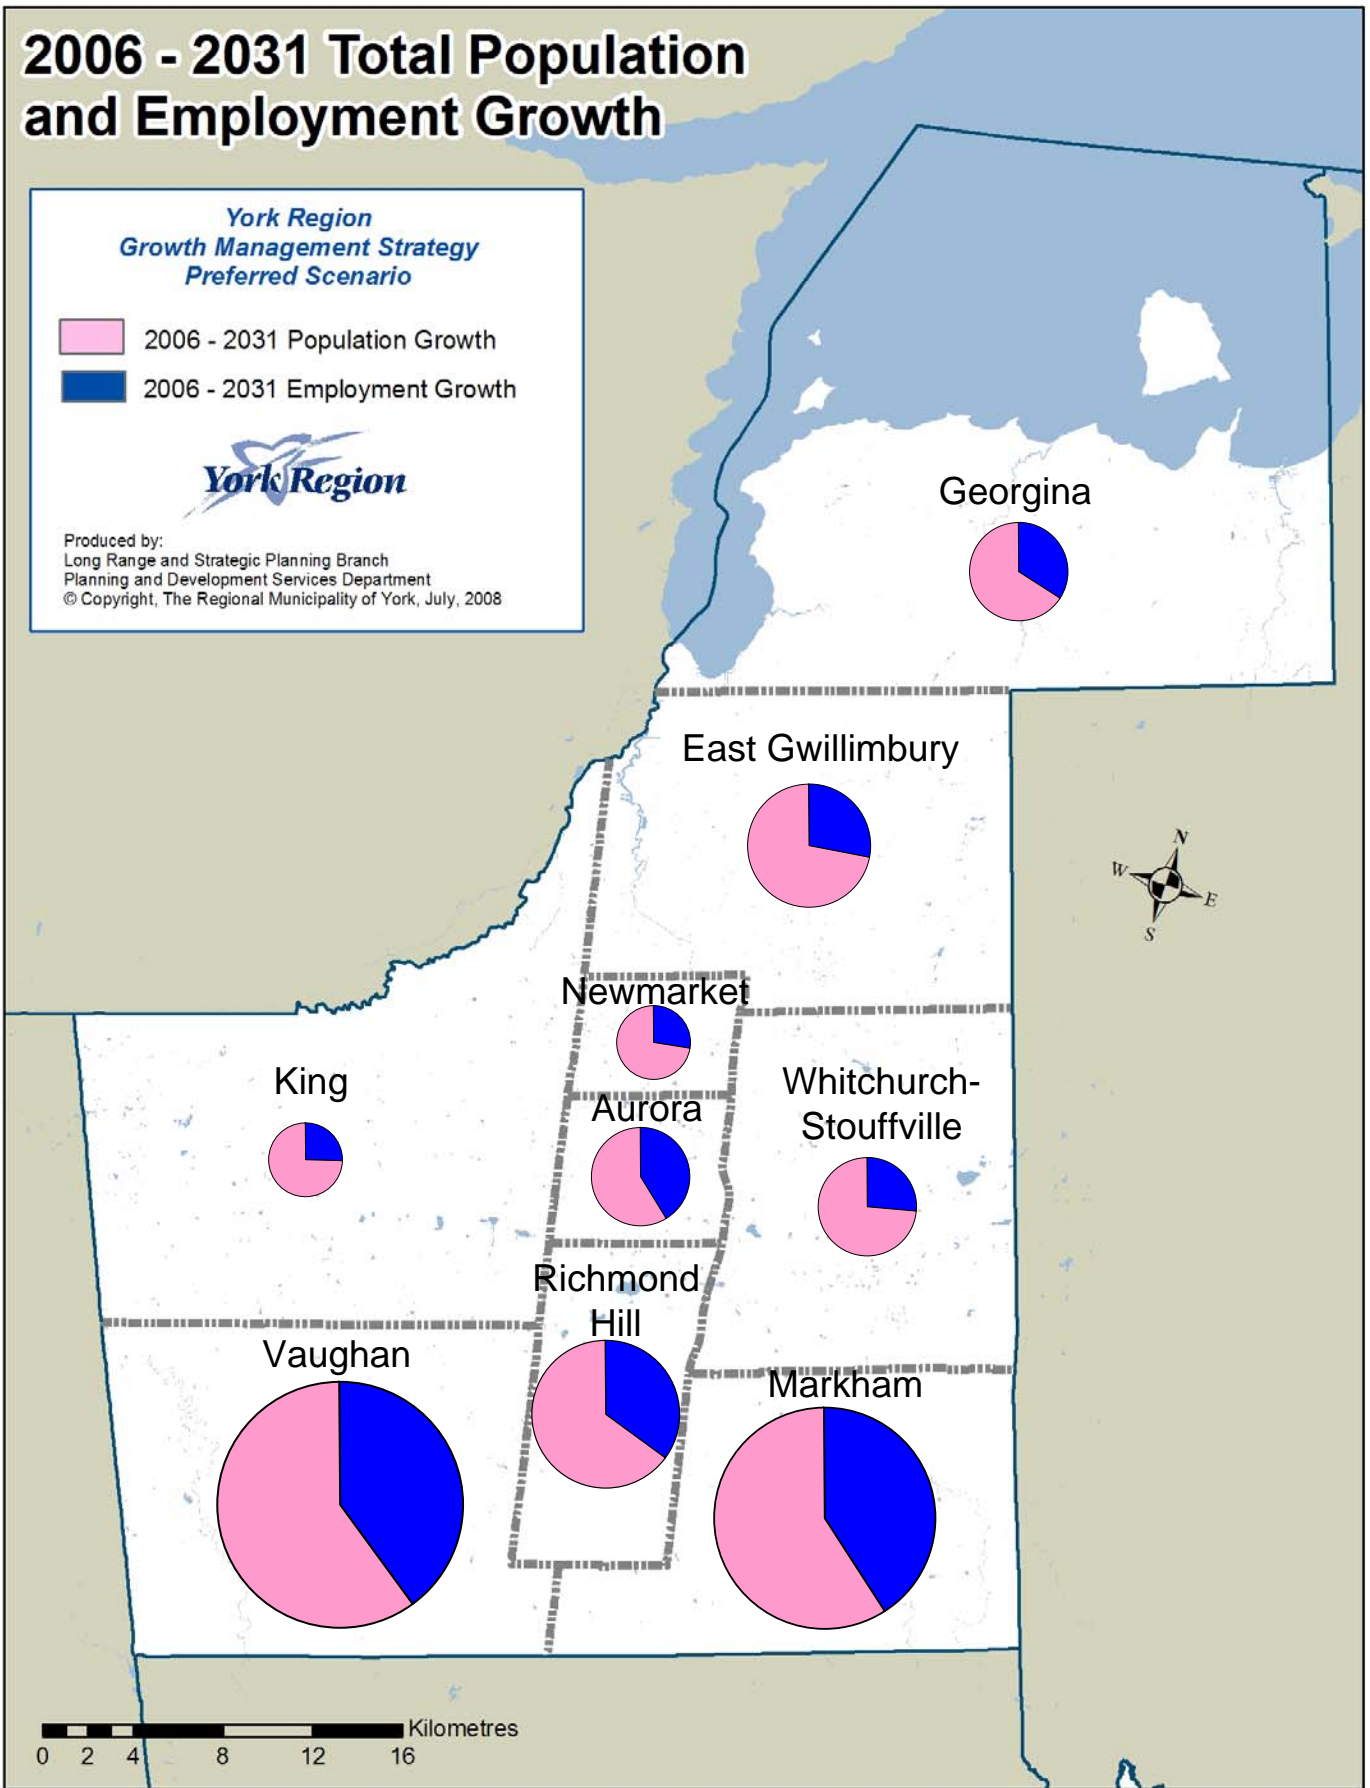 2006 - 2031 Total Population
and Employment Growth
York Region
Growth Management Strategy
Preferred Scenario
2006 - 2031 Population Growth
2006 - 2031 Employment Growth
York Region
Produced by:
Long Range and Strategic Planning Branch
Planning and Development Services Department
© Copyright, The Regional Municipality of York, July, 2008
Georgina
East Gwillimbury
N
W
E
S
Newmarket
King
Aurora
Whitchurch-
Stouffville
Richmond
Hill
Vaughan
Markham
Kilometres
0 2 4 8 12 16